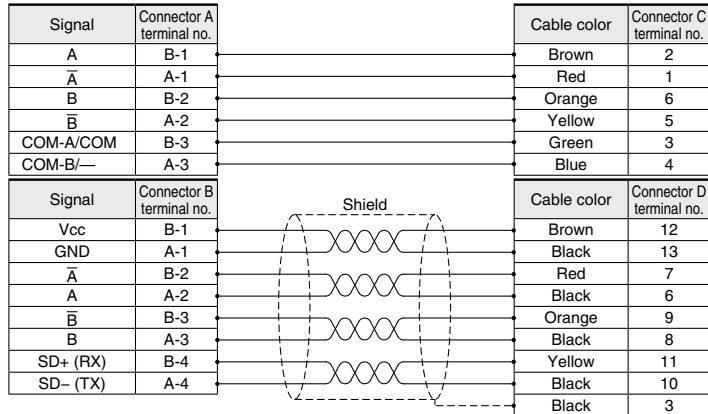 Signal Connector A terminal no. Cable color Connector C terminal no.
A B-1 Brown 2
A̅ A-1 Red 1
B B-2 Orange 6
B̅ A-2 Yellow 5
COM-A/COM B-3 Green 3
COM-B/— A-3 Blue 4
Signal Connector B terminal no. Shield Cable color Connector D terminal no.
Vcc B-1 Brown 12
GND A-1 Black 13
A̅ B-2 Red 7
A A-2 Black 6
B̅ B-3 Orange 9
B A-3 Black 8
SD+ (RX) B-4 Yellow 11
SD− (TX) A-4 Black 10
Black 3